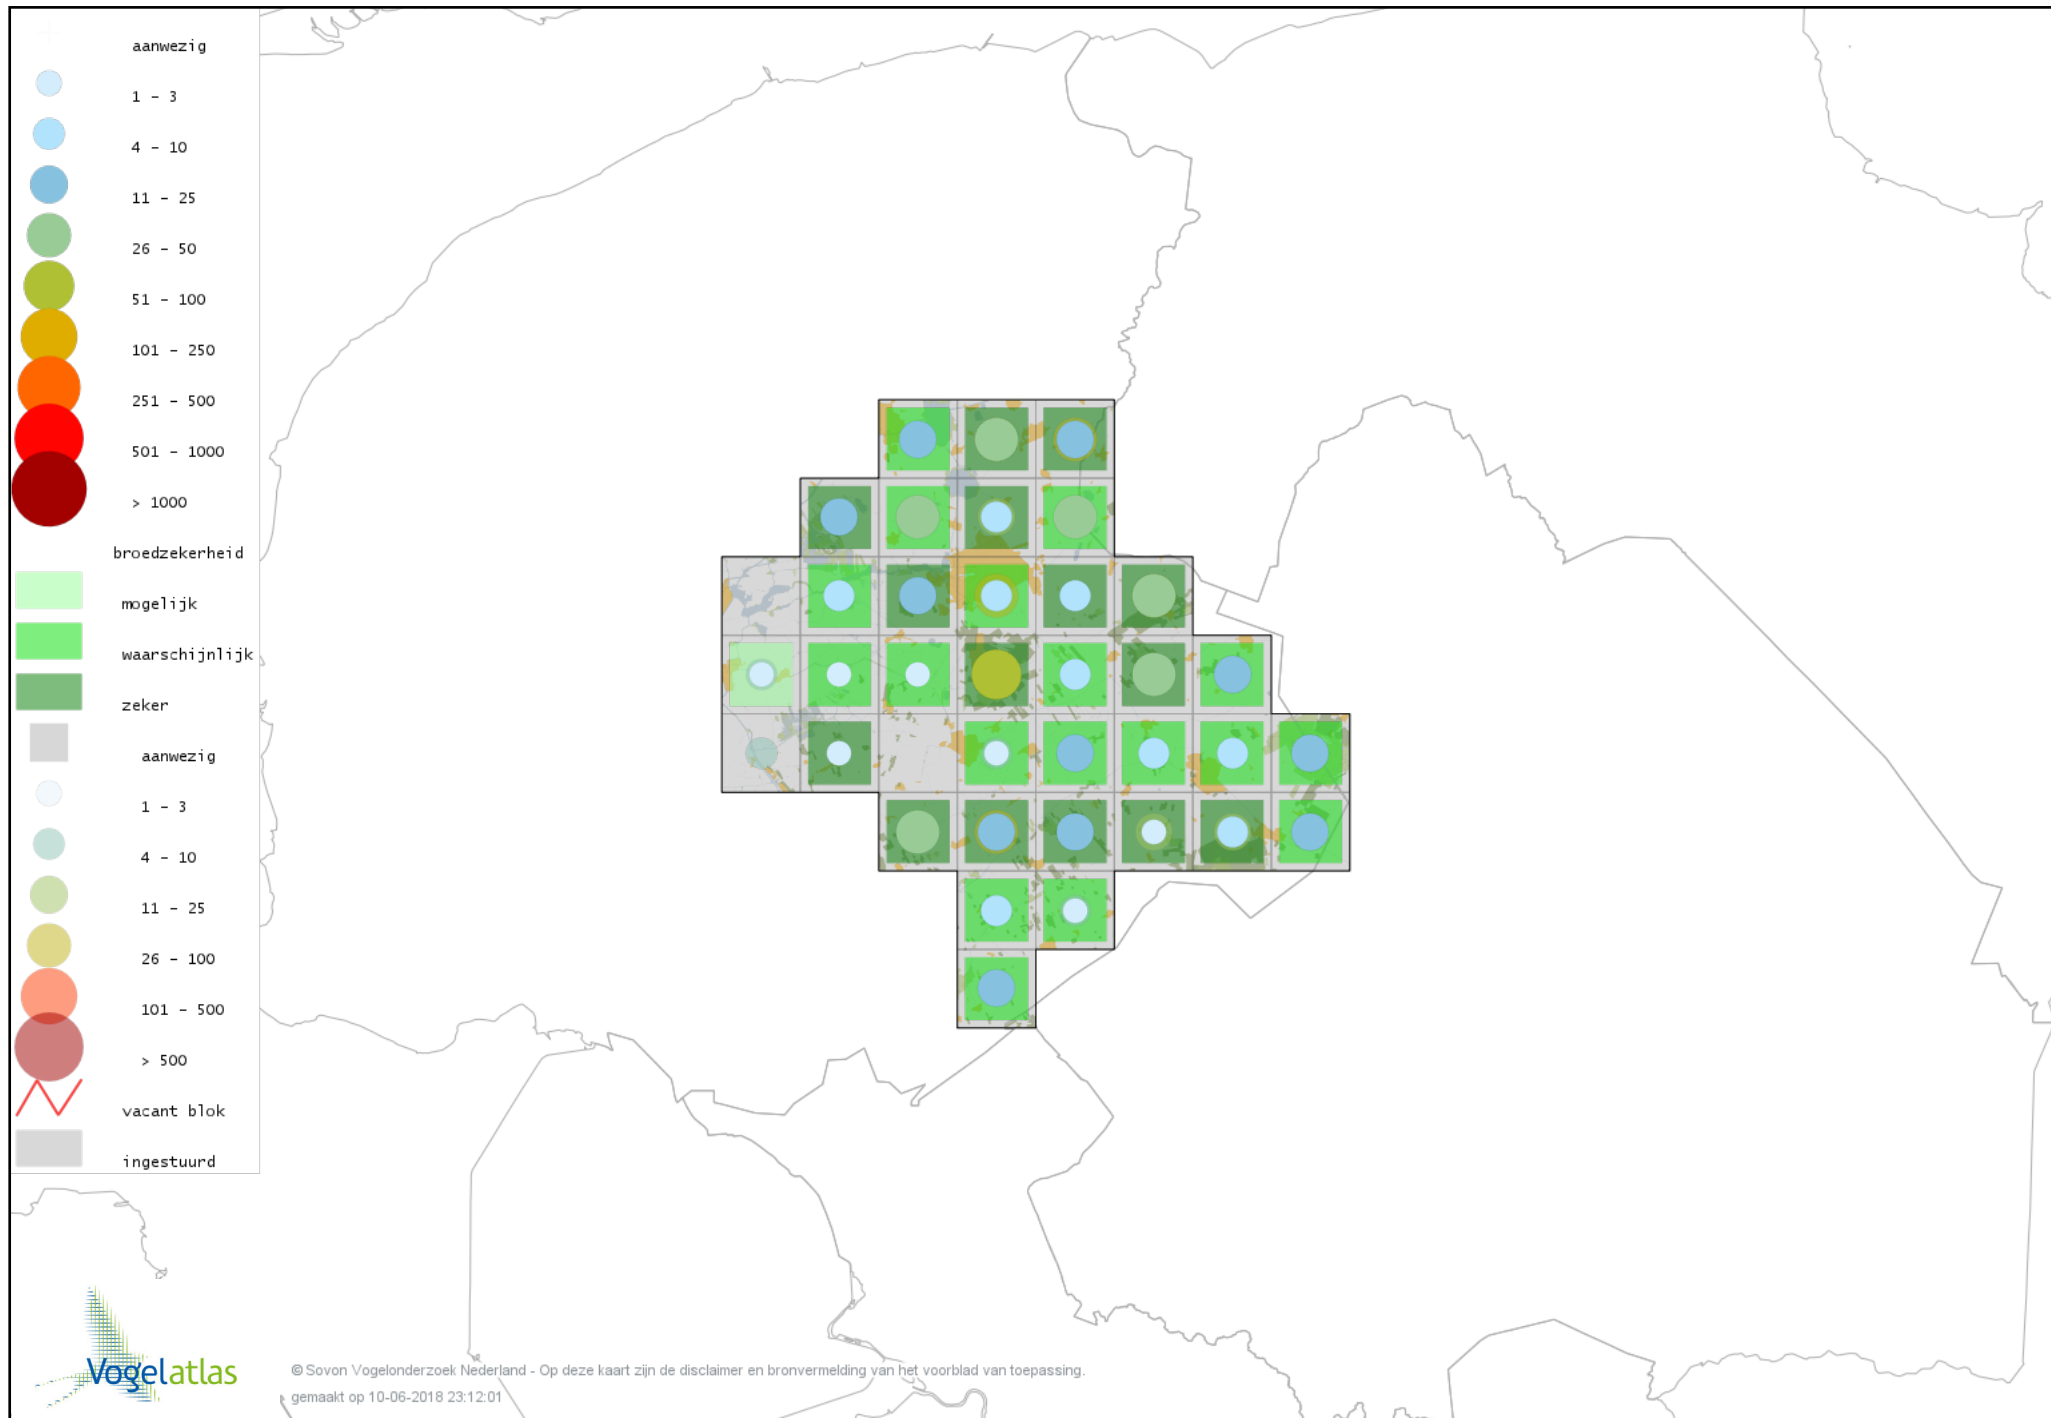 aanwezig
1 - 3
4 - 10
11 - 25
26 - 50
51 - 100
101 - 250
251 - 500
501 - 1000
> 1000
broedzekerheid
mogelijk
waarschijnlijk
zeker
aanwezig
1 - 3
4 - 10
11 - 25
26 - 100
101 - 500
> 500
vacant blok
ingestuurd
Vogelatlas
© Sovon Vogelonderzoek Nederland - Op deze kaart zijn de disclaimer en bronvermelding van het voorblad van toepassing.
gemaakt op 10-06-2018 23:12:01